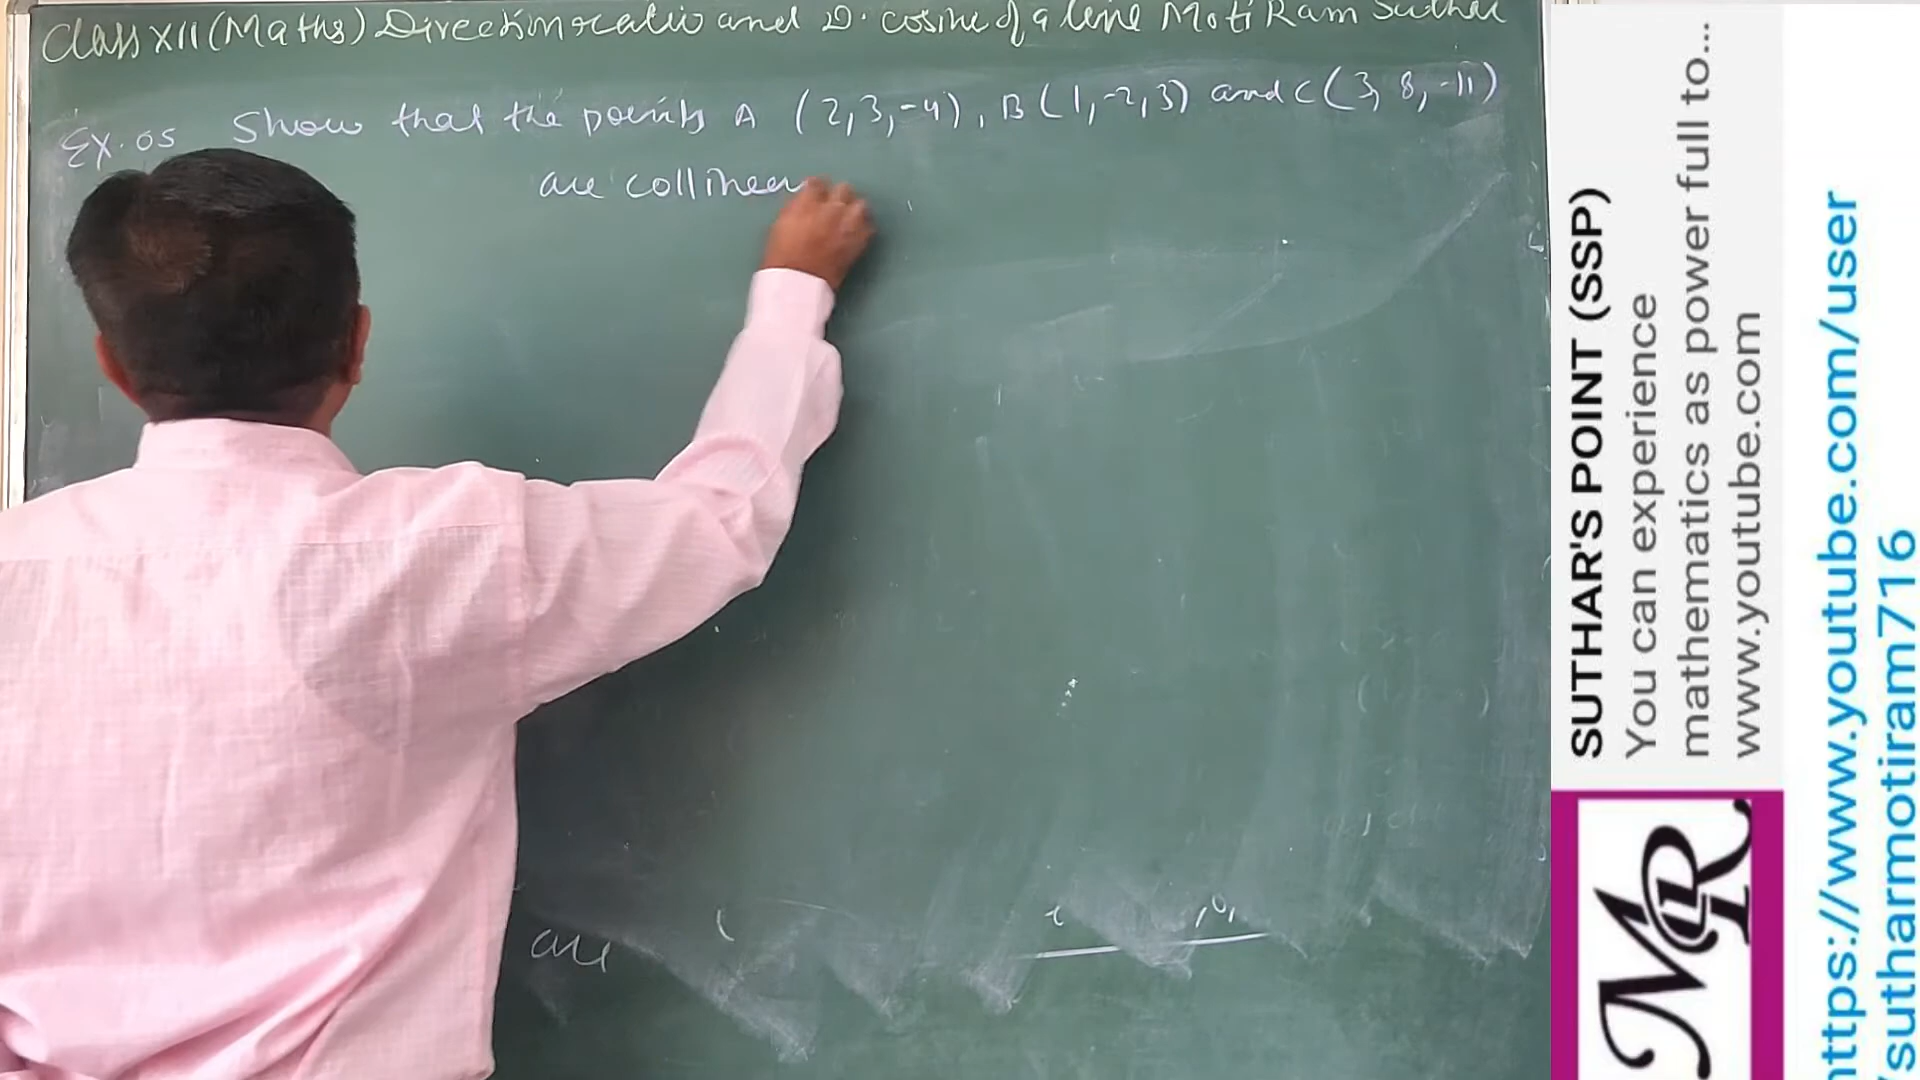 Class XII (Maths) Direction ratio and D. cosine of a line Moti Ram Suthar
Ex.05 Show that the points A (2,3,-4), B (1,-2,3) and C (3, 8, -11)
are collinear
are
SUTHAR'S POINT (SSP)
You can experience
mathematics as power full to...
www.youtube.com
MR
https://www.youtube.com/user
/sutharmotiram716